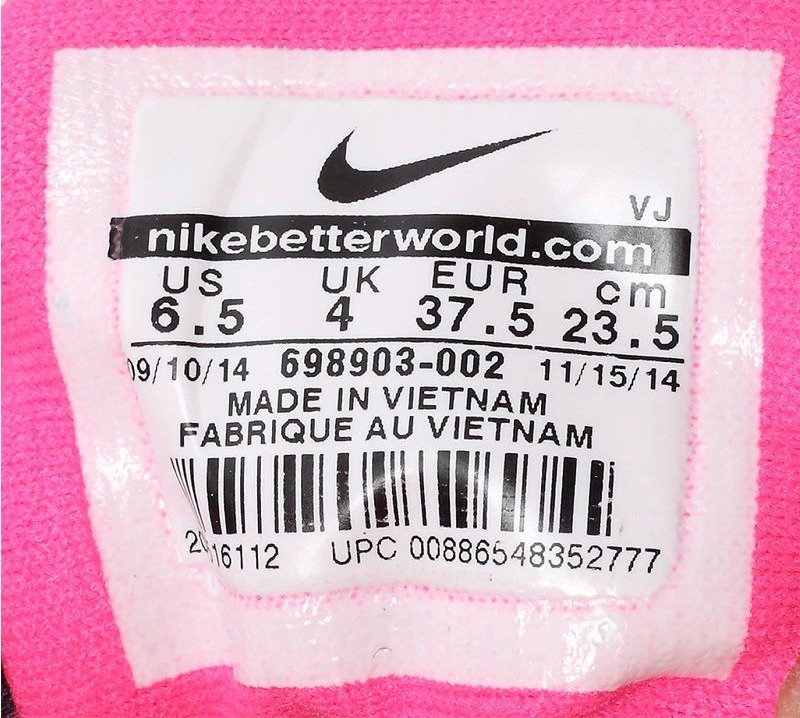 VJ
nikebetterworld.com
US UK EUR cm
6.5 4 37.5 23.5
09/10/14 698903-002 11/15/14
MADE IN VIETNAM
FABRIQUE AU VIETNAM
UPC 00886548352777